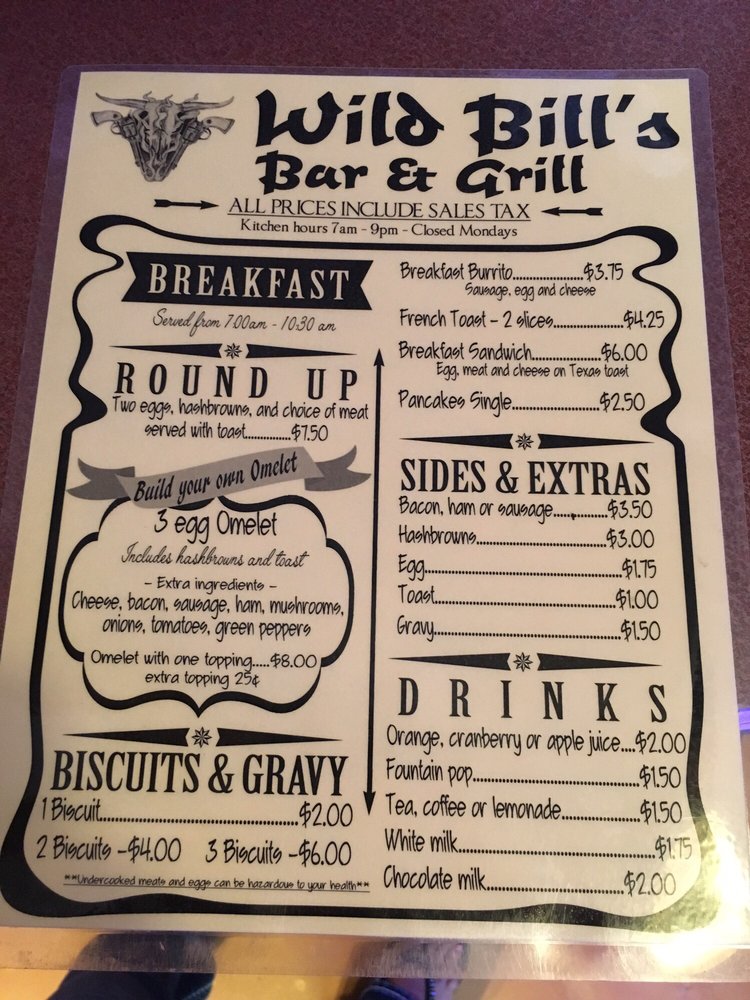 Wild Bill's
Bar & Grill
ALL PRICES INCLUDE SALES TAX
Kitchen hours 7am - 9pm - Closed Mondays
BREAKFAST
Served from 7:00am - 10:30 am
ROUND UP
Two eggs, hashbrowns, and choice of meat
served with toast..............$7.50
Build your own Omelet
3 egg Omelet
Includes hashbrowns and toast
- Extra ingredients -
Cheese, bacon, sausage, ham, mushrooms,
onions, tomatoes, green peppers
Omelet with one topping.....$8.00
extra topping 25¢
BISCUITS & GRAVY
1 Biscuit..........................................$2.00
2 Biscuits -$4.00 3 Biscuits -$6.00
**Undercooked meats and eggs can be hazardous to your health**
Breakfast Burrito......................$3.75
Sausage, egg and cheese
French Toast - 2 slices......................$4.25
Breakfast Sandwich......................$6.00
Egg, meat and cheese on Texas toast
Pancakes Single...........................$2.50
SIDES & EXTRAS
Bacon, ham or sausage...............$3.50
Hashbrowns...................................$3.00
Egg....................................................$1.75
Toast................................................$1.00
Gravy...............................................$1.50
DRINKS
Orange, cranberry or apple juice....$2.00
Fountain pop.......................................$1.50
Tea, coffee or lemonade..................$1.50
White milk.............................................$1.75
Chocolate milk.................................$2.00